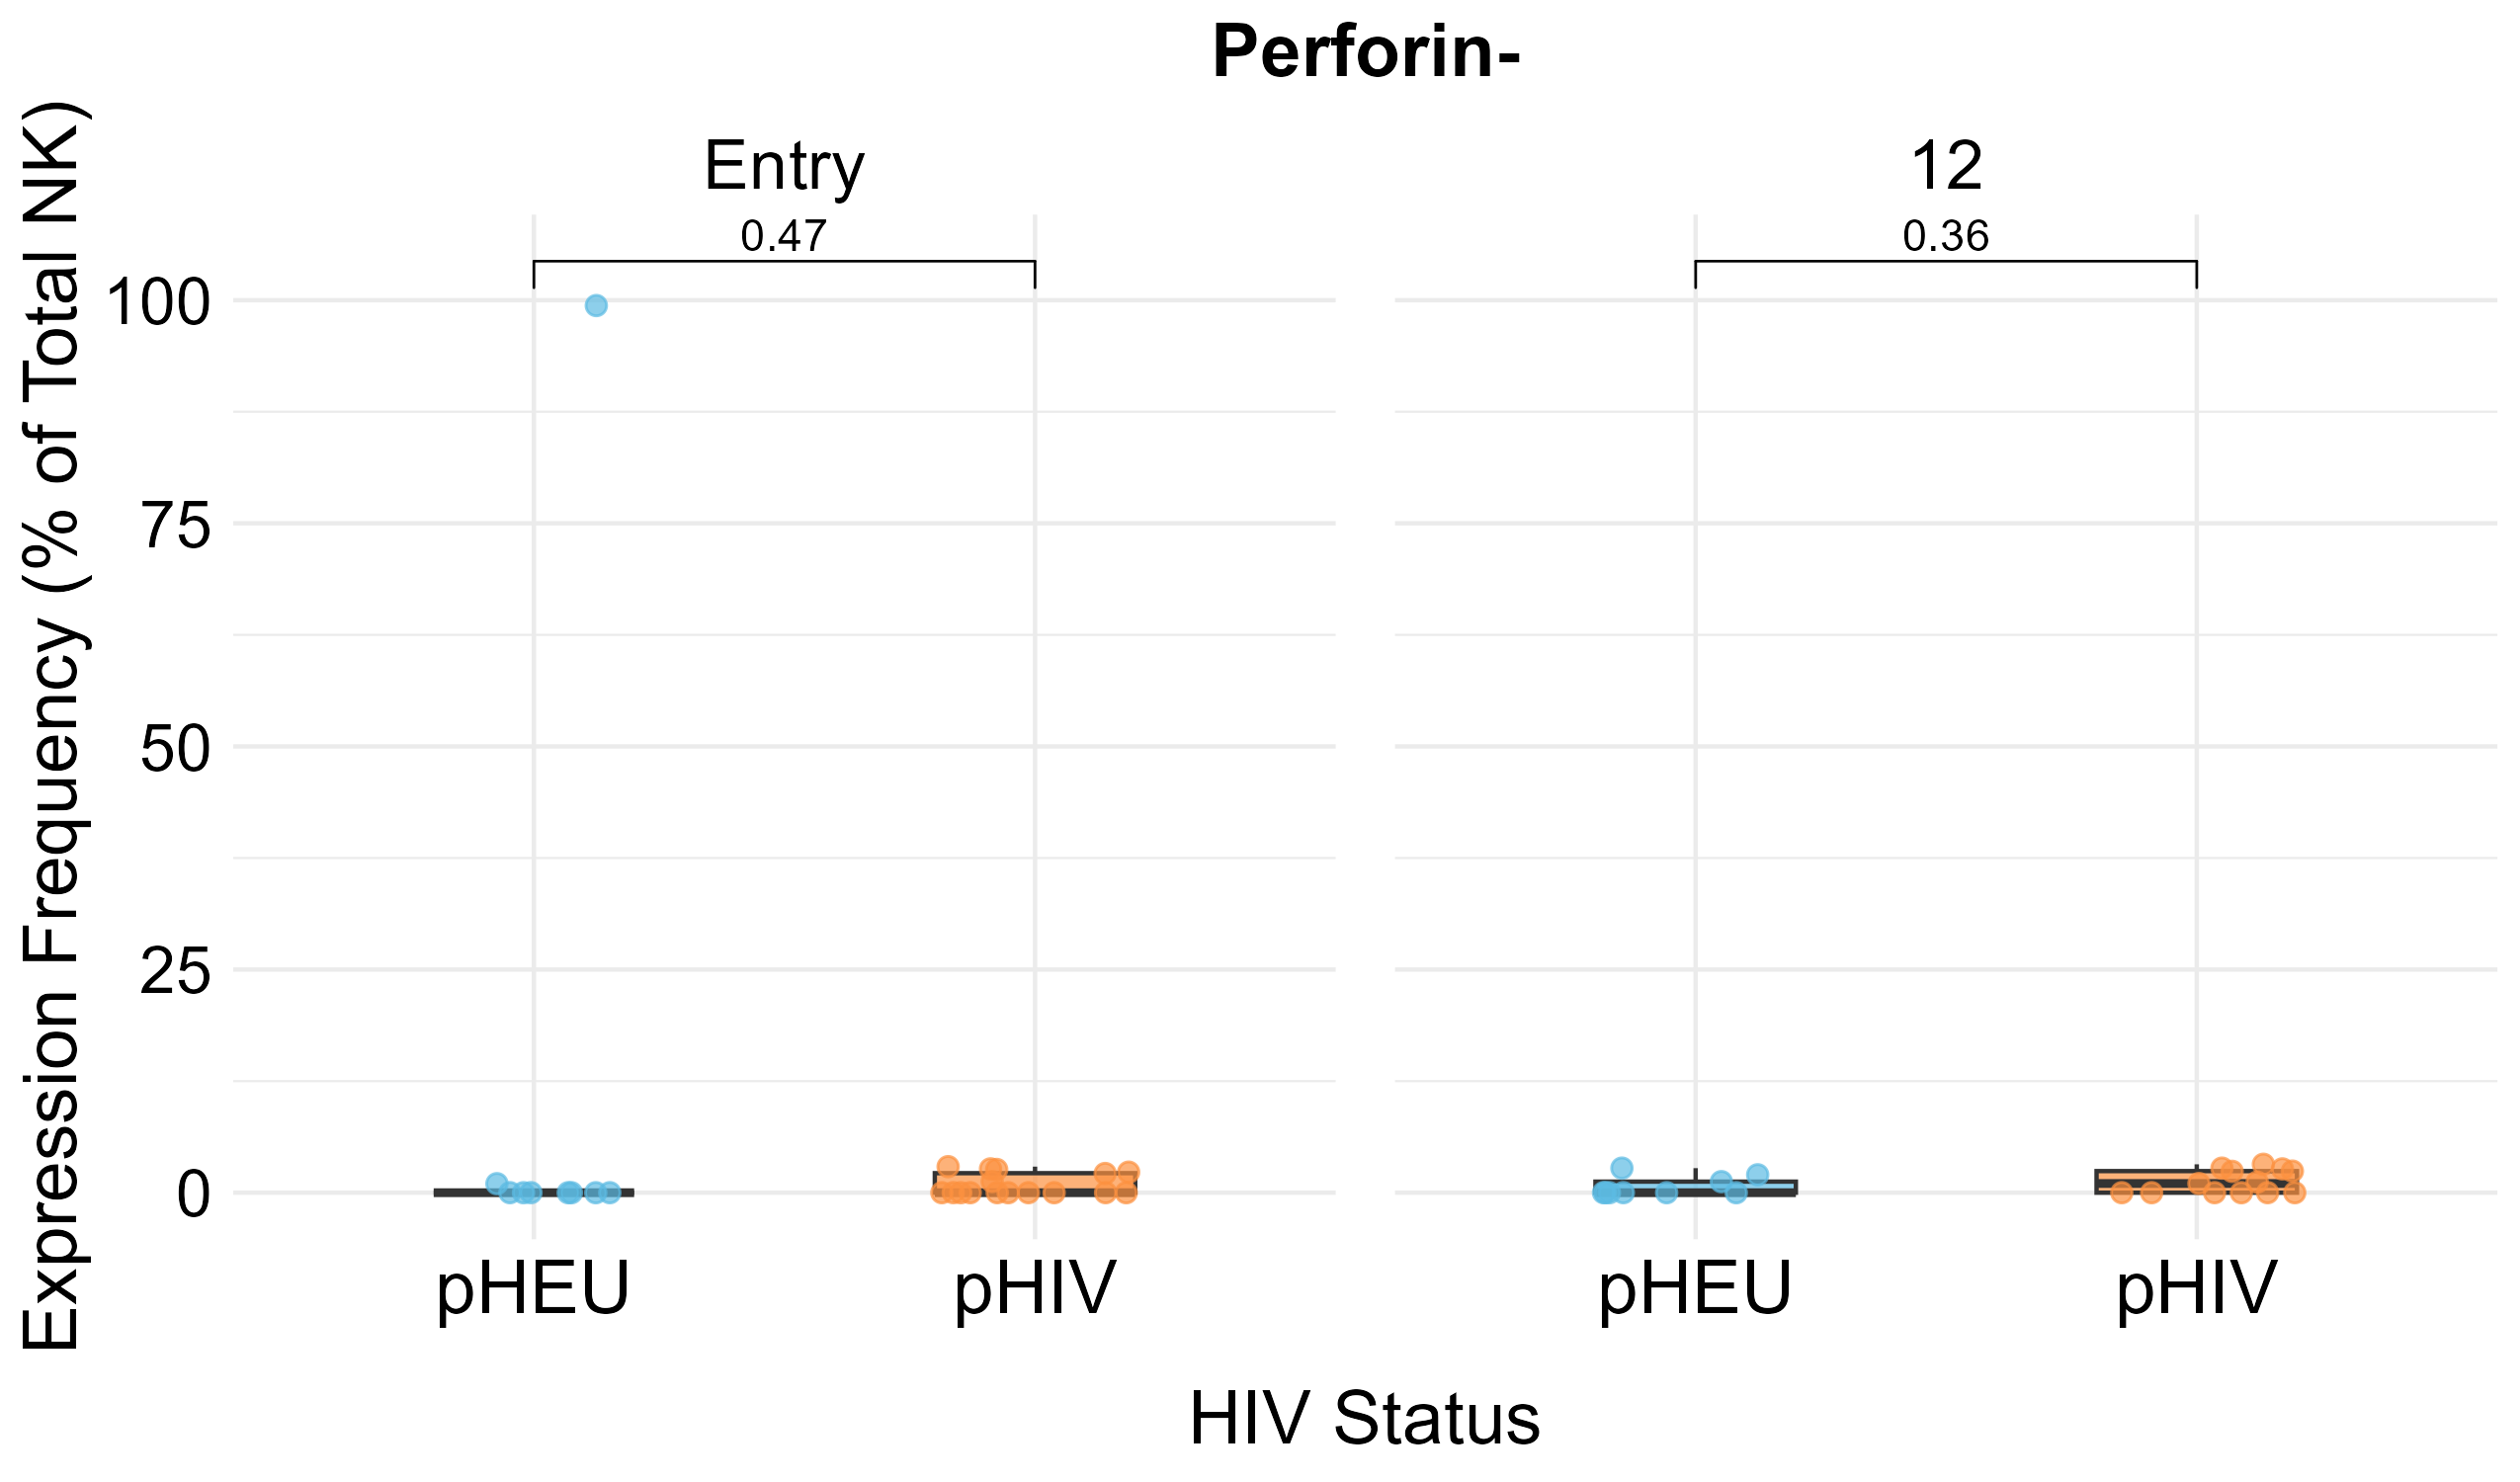 Perforin-
Entry
12
0.47
0.36
Expression Frequency (% of Total NK)
100
75
50
25
0
pHEU
pHIV
pHEU
pHIV
HIV Status